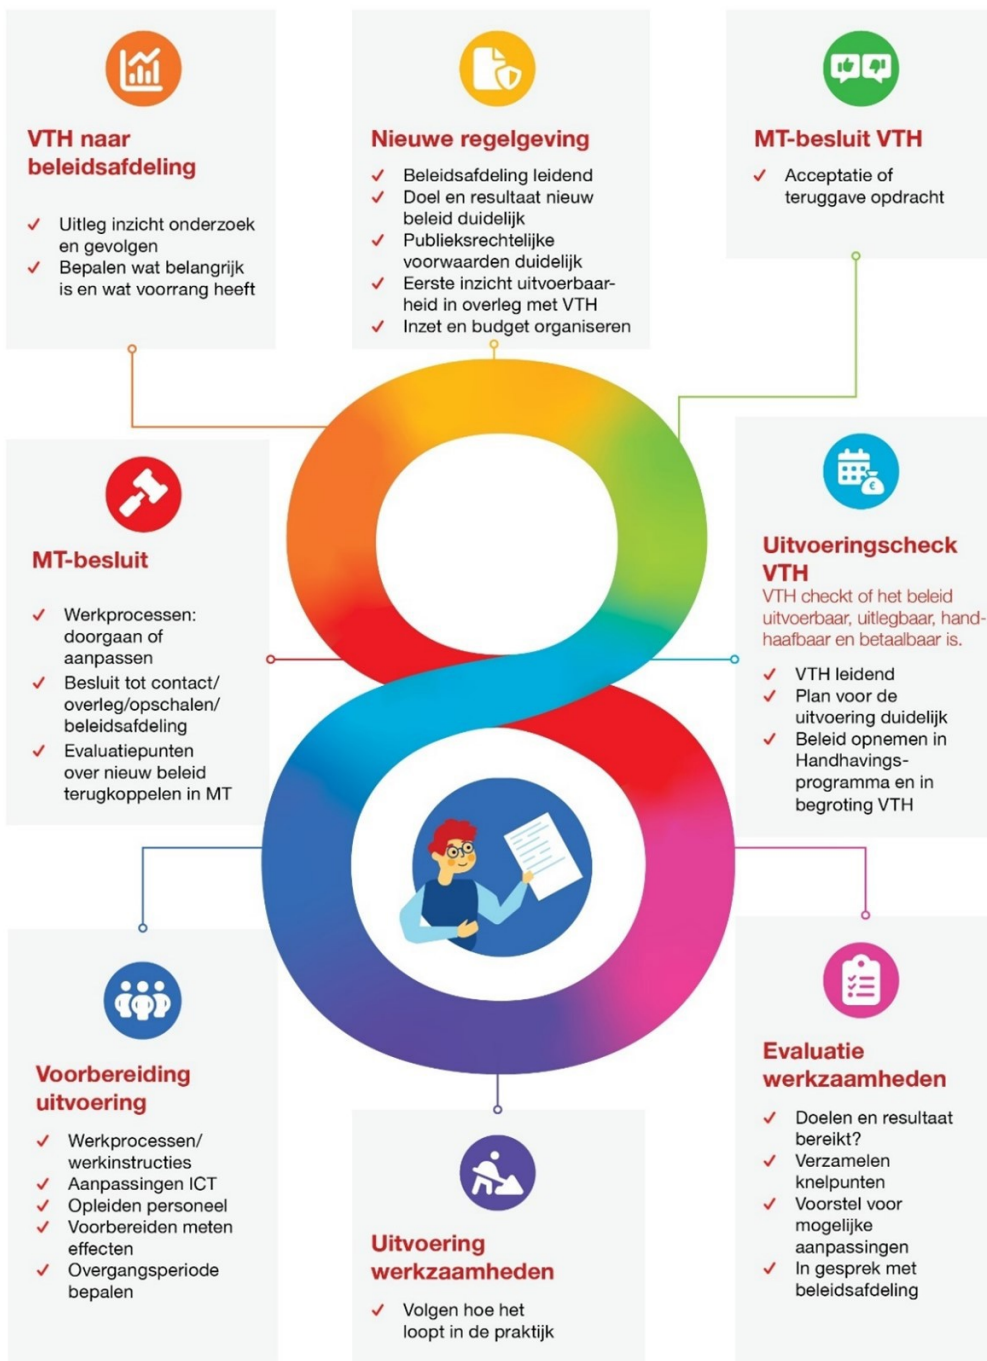 VTH naar
beleidsafdeling
Uitleg inzicht onderzoek
en gevolgen
Bepalen wat belangrijk
is en wat voorrang heeft
Nieuwe regelgeving
Beleidsafdeling leidend
Doel en resultaat nieuw
beleid duidelijk
Publieksrechtelijke
voorwaarden duidelijk
Eerste inzicht uitvoerbaar-
heid in overleg met VTH
Inzet en budget organiseren
MT-besluit VTH
Acceptatie of
teruggave opdracht
MT-besluit
Werkprocessen:
doorgaan of
aanpassen
Besluit tot contact/
overleg/opschalen/
beleidsafdeling
Evaluatiepunten
over nieuw beleid
terugkoppelen in MT
€
Uitvoeringscheck
VTH
VTH checkt of het beleid
uitvoerbaar, uitlegbaar, hand-
haafbaar en betaalbaar is.
VTH leidend
Plan voor de
uitvoering duidelijk
Beleid opnemen in
Handhavings-
programma en in
begroting VTH
Voorbereiding
uitvoering
Werkprocessen/
werkinstructies
Aanpassingen ICT
Opleiden personeel
Voorbereiden meten
effecten
Overgangsperiode
bepalen
Uitvoering
werkzaamheden
Volgen hoe het
loopt in de praktijk
Evaluatie
werkzaamheden
Doelen en resultaat
bereikt?
Verzamelen
knelpunten
Voorstel voor
mogelijke
aanpassingen
In gesprek met
beleidsafdeling